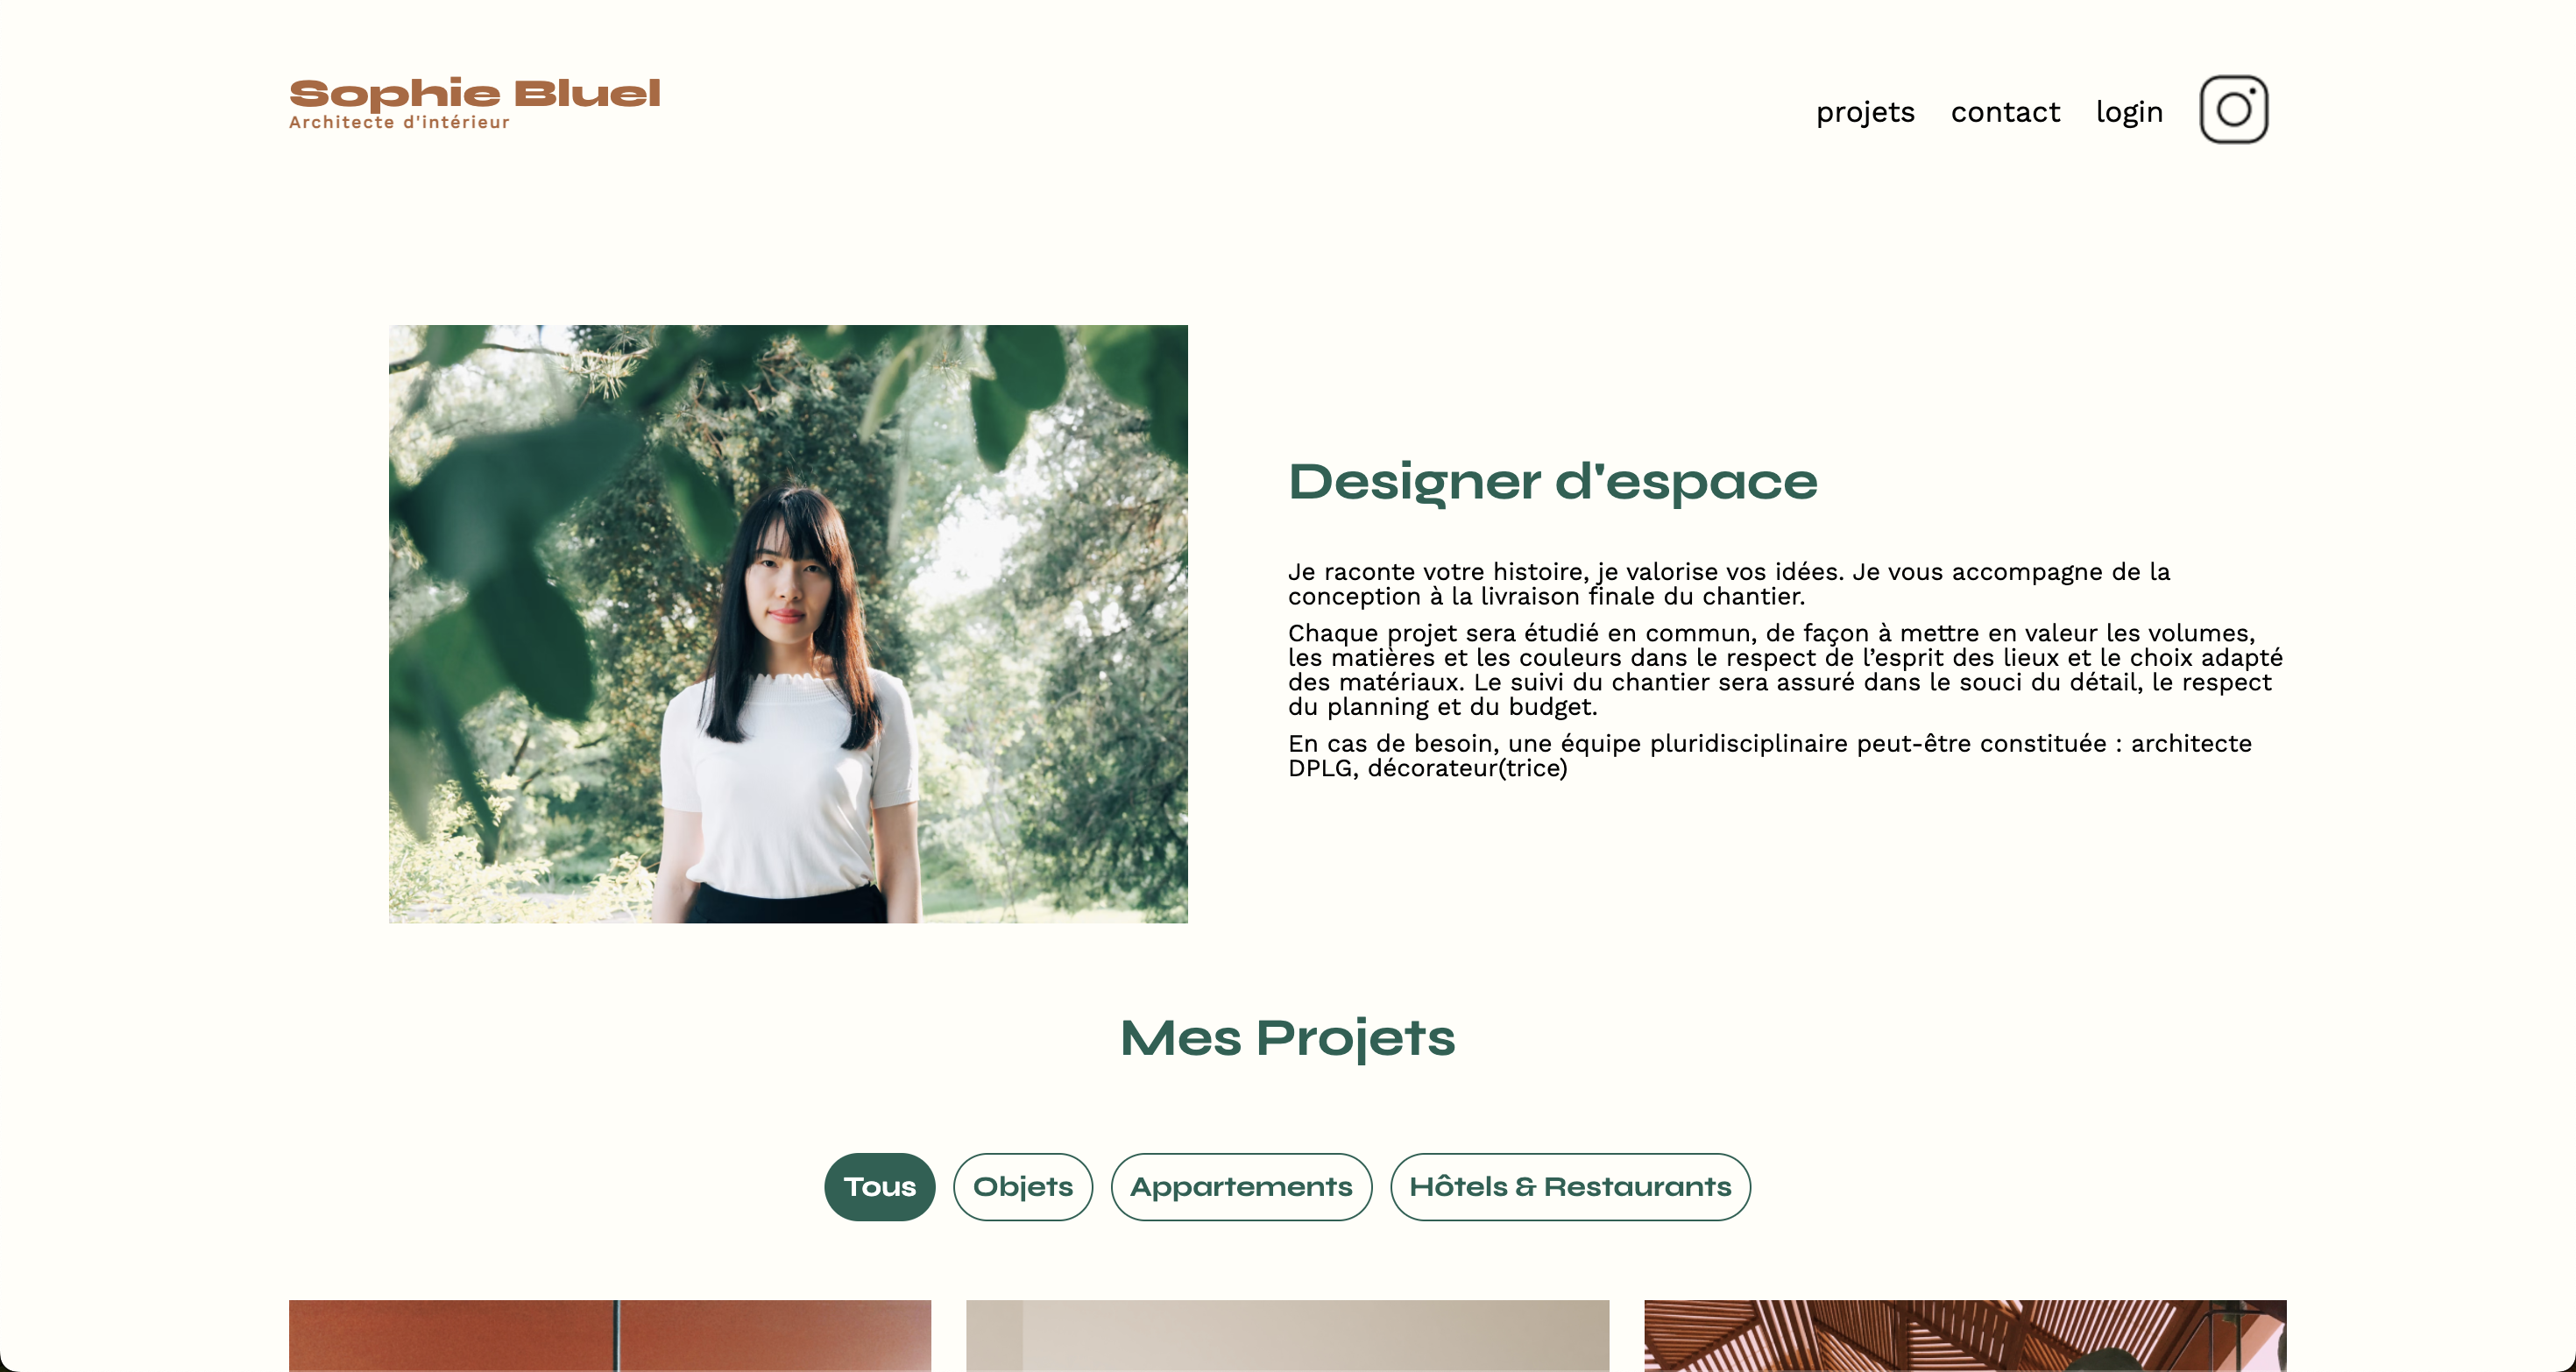 Sophie Bluel
Architecte d'intérieur
projets contact login
Designer d'espace
Je raconte votre histoire, je valorise vos idées. Je vous accompagne de la
conception à la livraison finale du chantier.
Chaque projet sera étudié en commun, de façon à mettre en valeur les volumes,
les matières et les couleurs dans le respect de l’esprit des lieux et le choix adapté
des matériaux. Le suivi du chantier sera assuré dans le souci du détail, le respect
du planning et du budget.
En cas de besoin, une équipe pluridisciplinaire peut-être constituée : architecte
DPLG, décorateur(trice)
Mes Projets
Tous Objets Appartements Hôtels & Restaurants